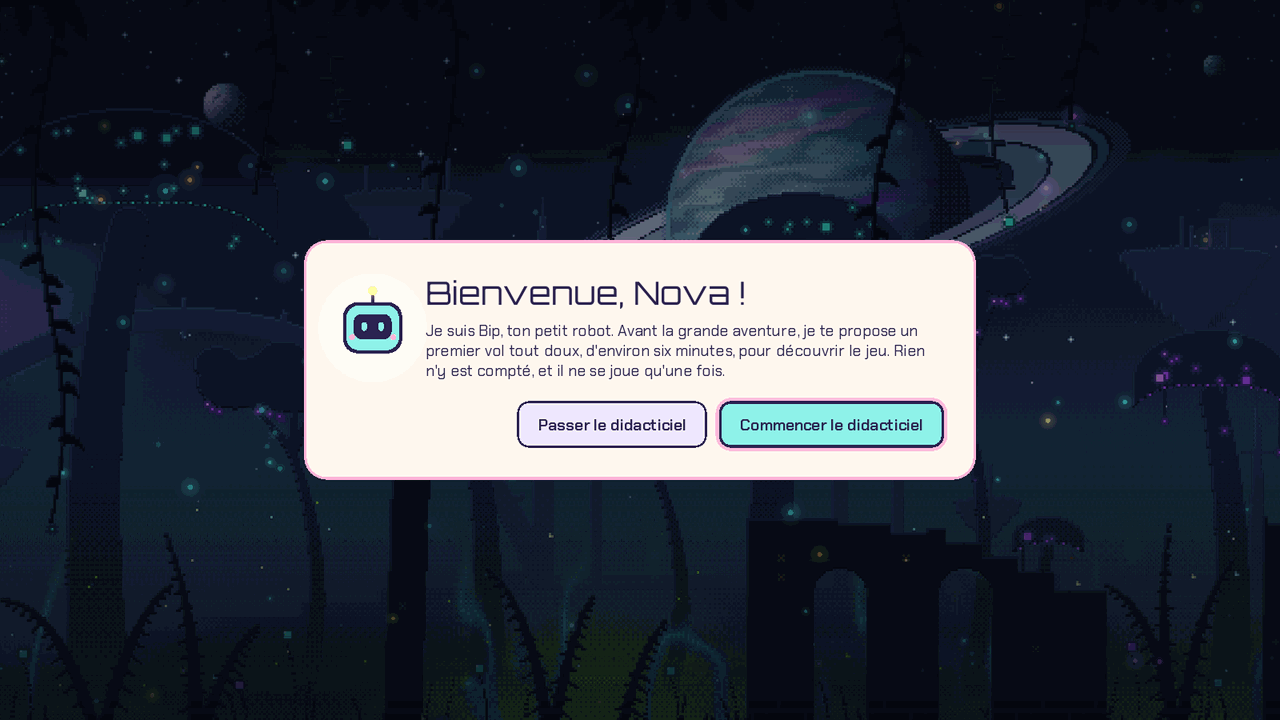 Bienvenue, Nova !
Je suis Bip, ton petit robot. Avant la grande aventure, je te propose un
premier vol tout doux, d'environ six minutes, pour découvrir le jeu. Rien
n'y est compté, et il ne se joue qu'une fois.
Passer le didacticiel
Commencer le didacticiel